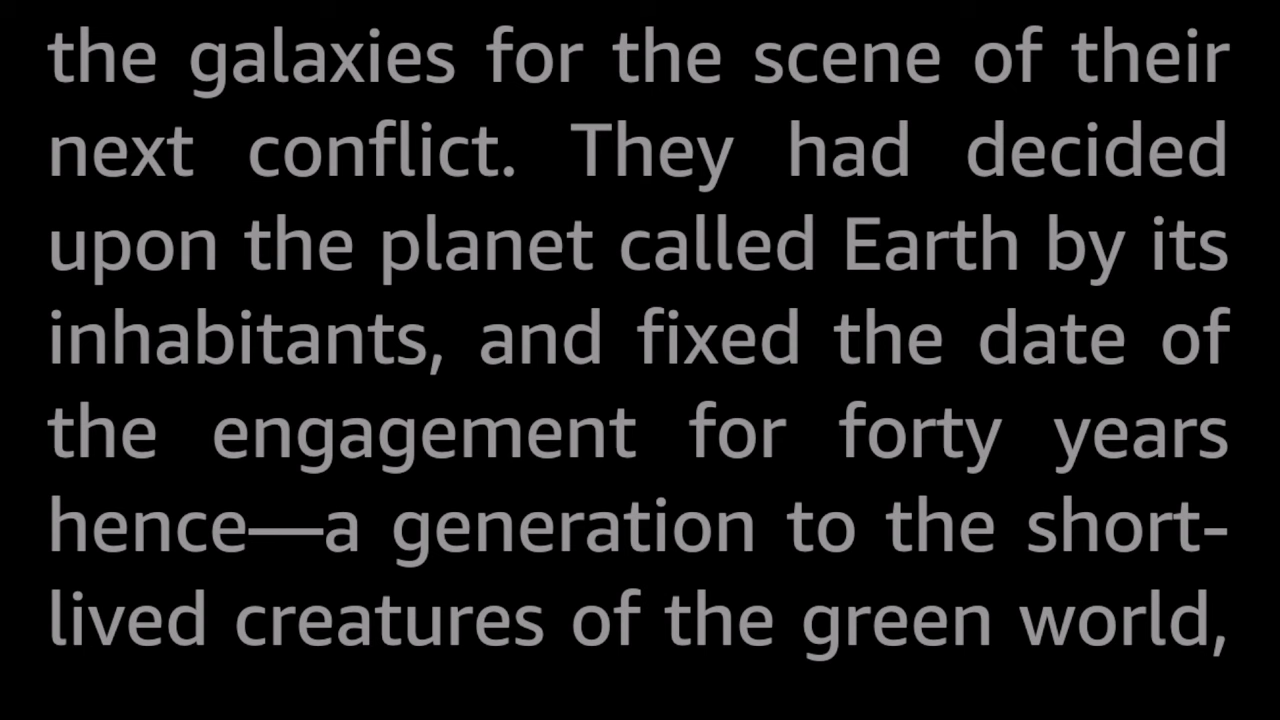 the galaxies for the scene of their
next conflict. They had decided
upon the planet called Earth by its
inhabitants, and fixed the date of
the engagement for forty years
hence—a generation to the short-
lived creatures of the green world,